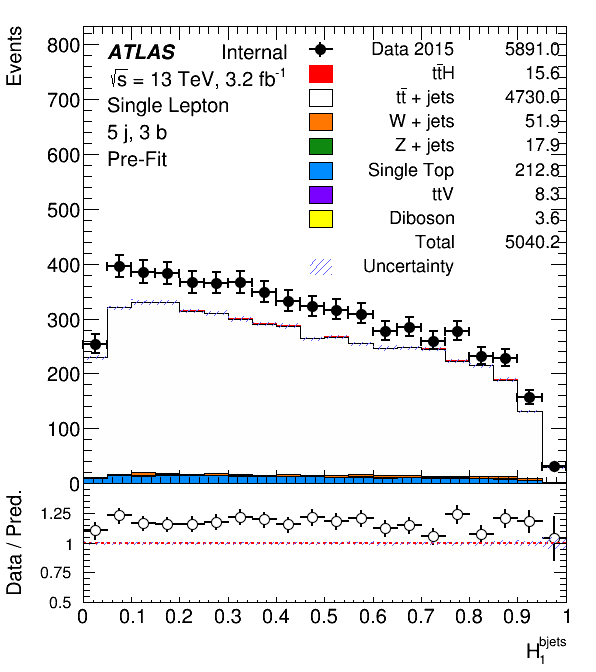 Events
800
700
600
500
400
300
200
100
0
ATLAS Internal
√s = 13 TeV, 3.2 fb⁻¹
Single Lepton
5 j, 3 b
Pre-Fit
Data 2015 5891.0
tt̄H 15.6
tt̄ + jets 4730.0
W + jets 51.9
Z + jets 17.9
Single Top 212.8
ttV 8.3
Diboson 3.6
Total 5040.2
Uncertainty
Data / Pred.
1.25
1
0.75
0.5
0 0.1 0.2 0.3 0.4 0.5 0.6 0.7 0.8 0.9 1
H₁^bjets